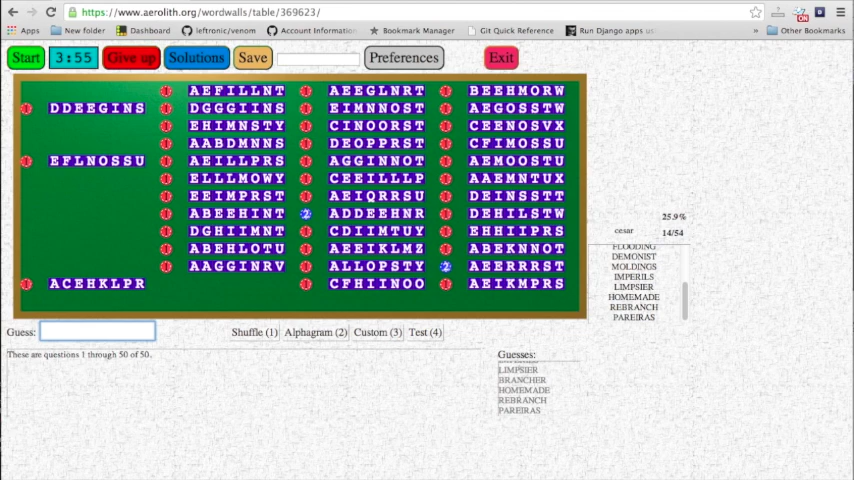 https://www.aerolith.org/wordwalls/table/369623/
Apps New folder Dashboard leftronic/venom Account Information Bookmark Manager Git Quick Reference Run Django apps us » Other Bookmarks
Start 3:55 Give up Solutions Save Preferences Exit
AEFILLNT AEEGLNRT BEEHMORW
DDEEGINS DGGGIINS EIMNNOST AEGOSSTW
EHIMNSTY CINOORST CEENOSVX
AABDMNNS DEOPPRST CFIMOSSU
EFLNOSSU AEILLPRS AGGINNOT AEMOOSTU
ELLLMOWY CEEILLLP AAEMNTUX
EEIMPRST AEIQRRSU DEINSSTT
ABEEHINT 2 ADDEEHNR DEHILSTW
DGHIIMNT CDIIMTUY EHHIIPRS
ABEHLOTU AEEIKLMZ ABEKNNOT
AAGGINRV ALLOPSTY 2 AEERRRST
ACEHKLPR CFHIINOO AEIKMPRS
25.9%
cesar 14/54
FLOODING
DEMONIST
MOLDINGS
IMPERILS
LIMPSIER
HOMEMADE
REBRANCH
PAREIRAS
Guess: Shuffle (1) Alphagram (2) Custom (3) Test (4)
These are questions 1 through 50 of 50.
Guesses:
LIMPSIER
BRANCHER
HOMEMADE
REBRANCH
PAREIRAS